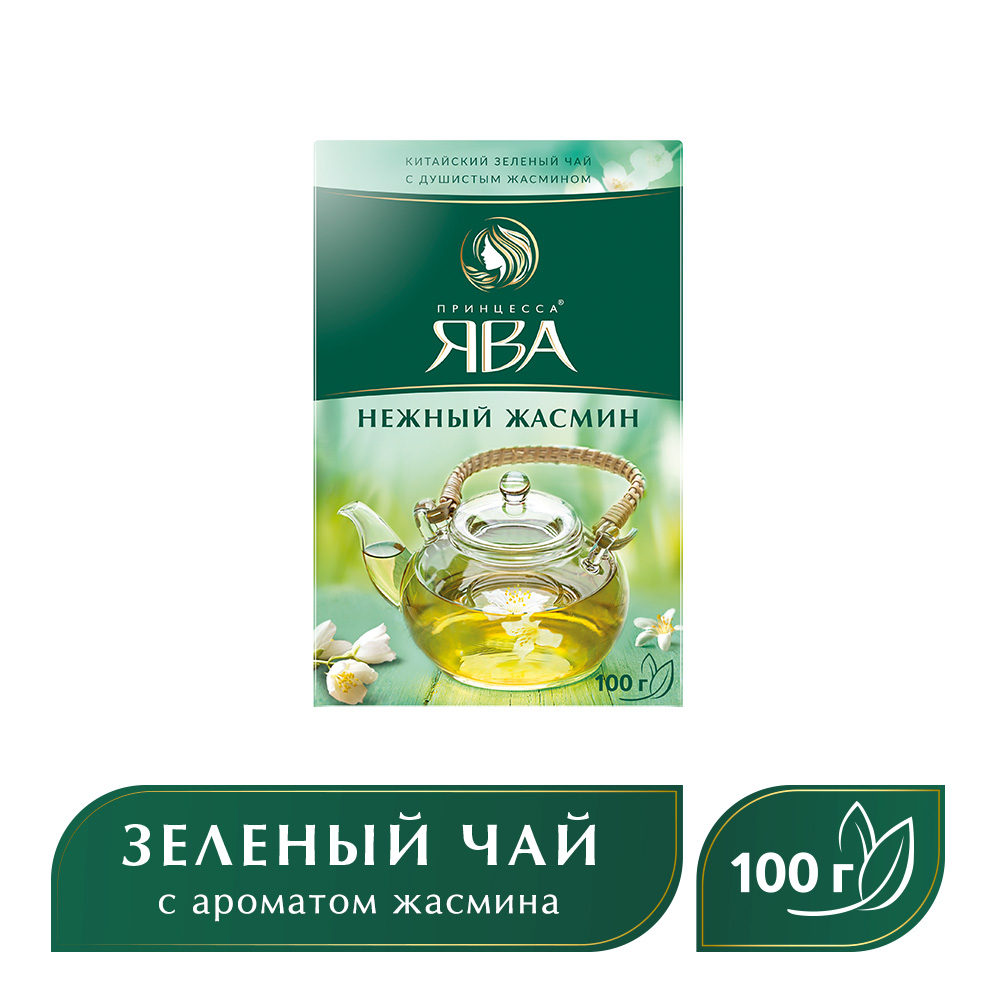 КИТАЙСКИЙ ЗЕЛЕНЫЙ ЧАЙ
С ДУШИСТЫМ ЖАСМИНОМ
ПРИНЦЕССА®
ЯВА
НЕЖНЫЙ ЖАСМИН
100 г
ЗЕЛЕНЫЙ ЧАЙ
с ароматом жасмина
100 г